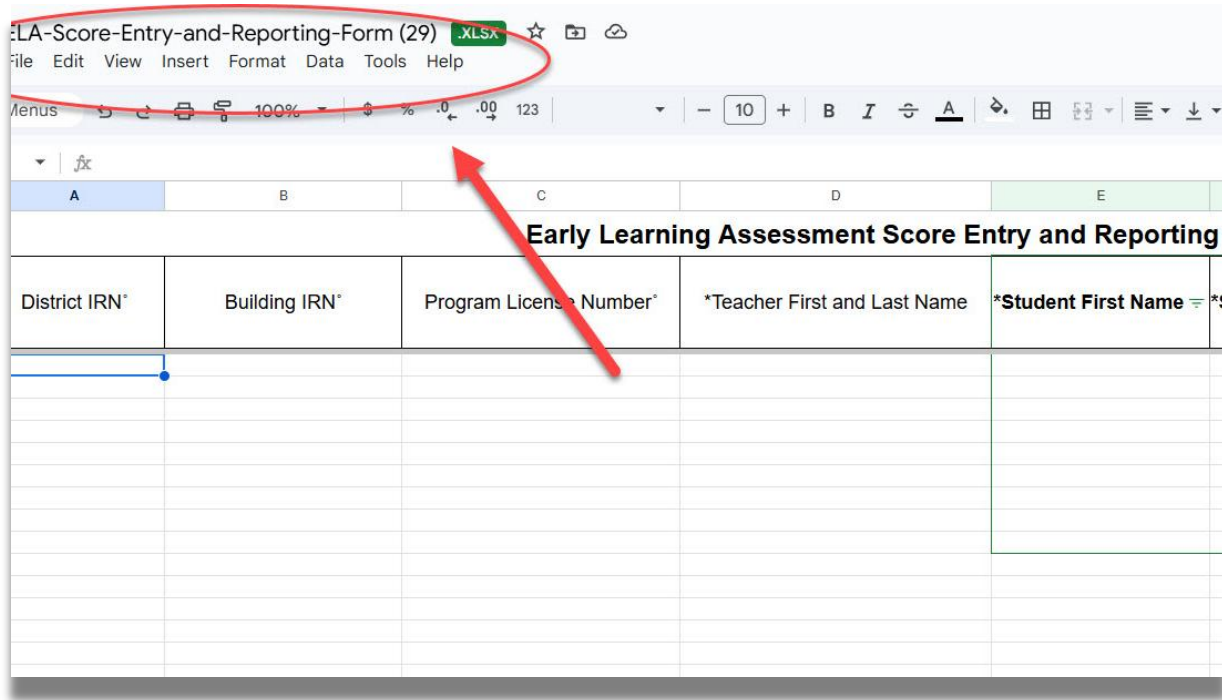 ELA-Score-Entry-and-Reporting-Form (29) .XLSX
File Edit View Insert Format Data Tools Help
Menus 100% $ % .0 .00 123 10 B I S A
fx
A B C D E
Early Learning Assessment Score Entry and Reporting
District IRN° Building IRN° Program License Number° *Teacher First and Last Name *Student First Name